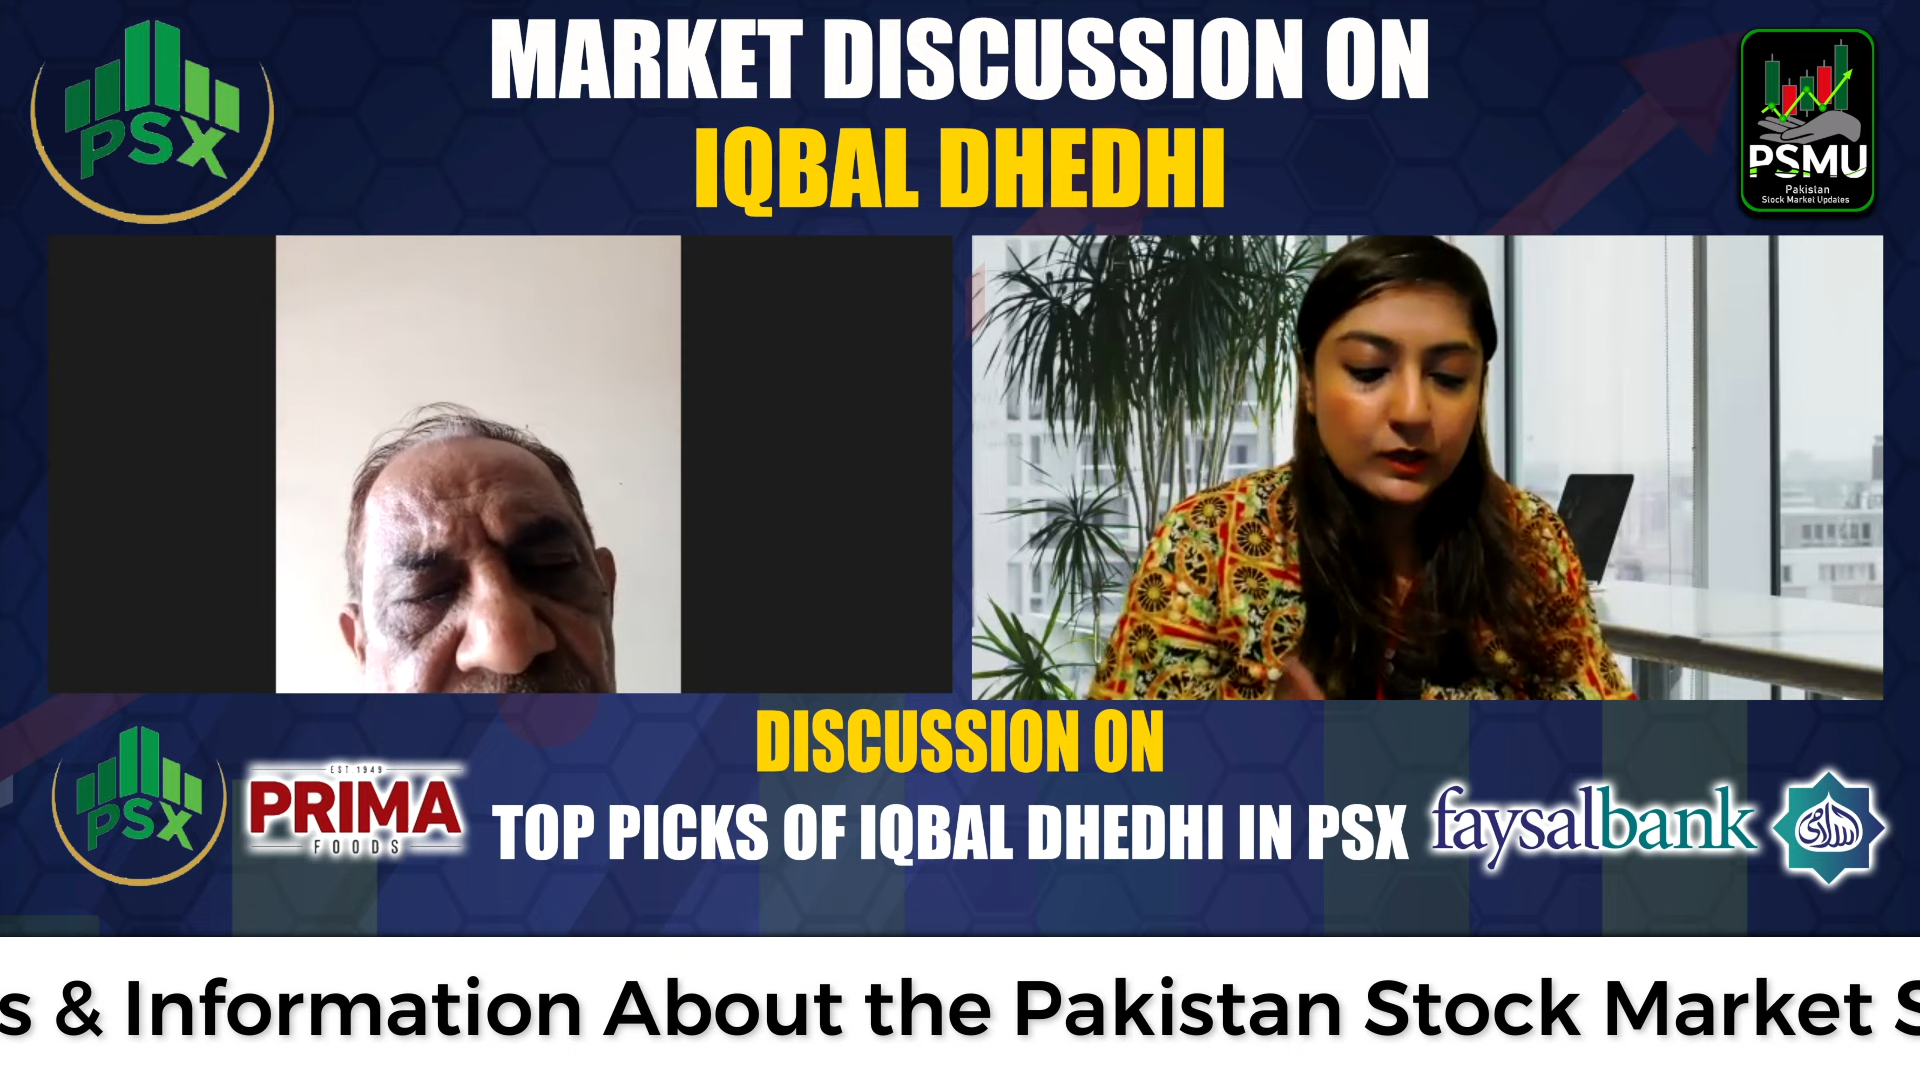 MARKET DISCUSSION ON
IQBAL DHEDHI
PSX
PSMU
Pakistan
Stock Market Updates
DISCUSSION ON
TOP PICKS OF IQBAL DHEDHI IN PSX
PSX
EST. 1949
PRIMA
FOODS
faysalbank
اسلامی
s & Information About the Pakistan Stock Market S